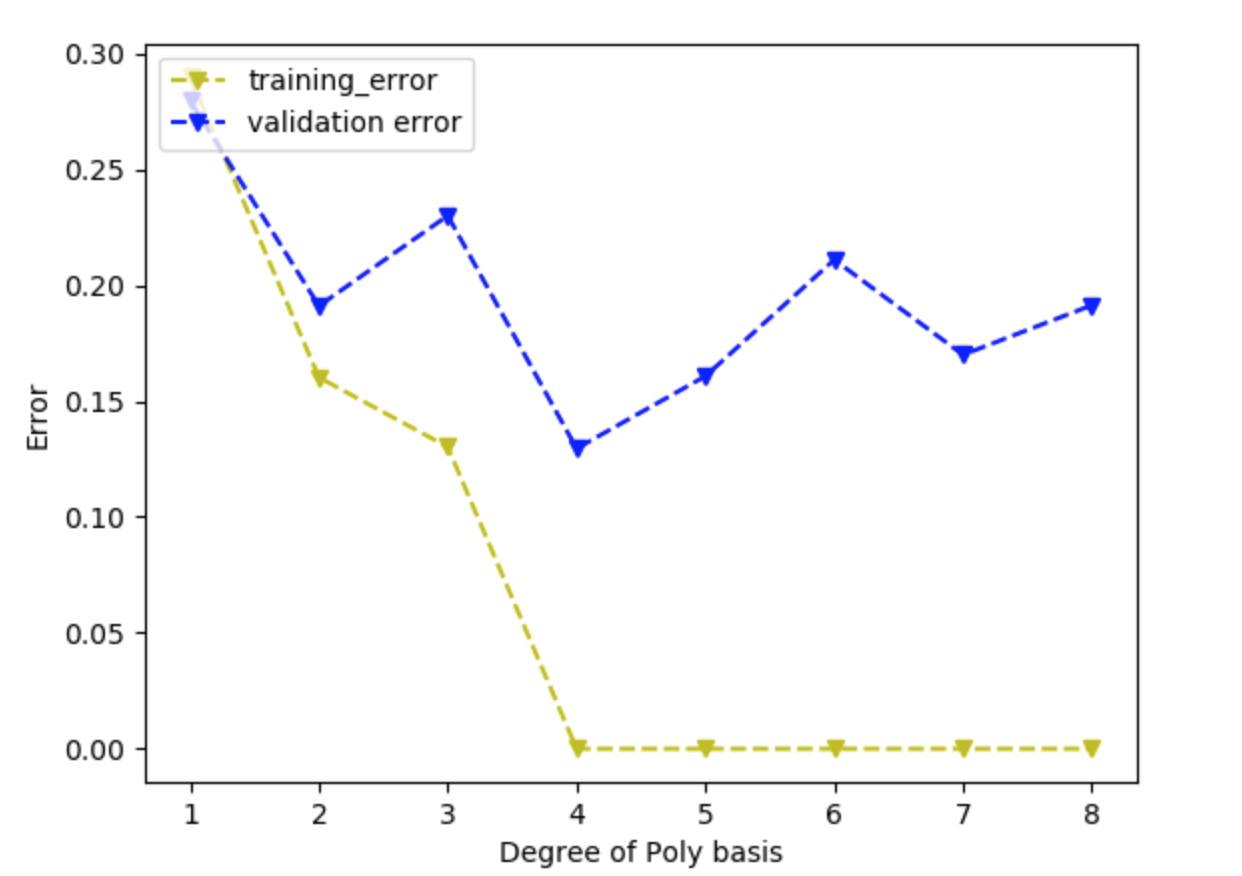 0.30
0.25
0.20
0.15
0.10
0.05
0.00
Error
training_error
validation error
1 2 3 4 5 6 7 8
Degree of Poly basis